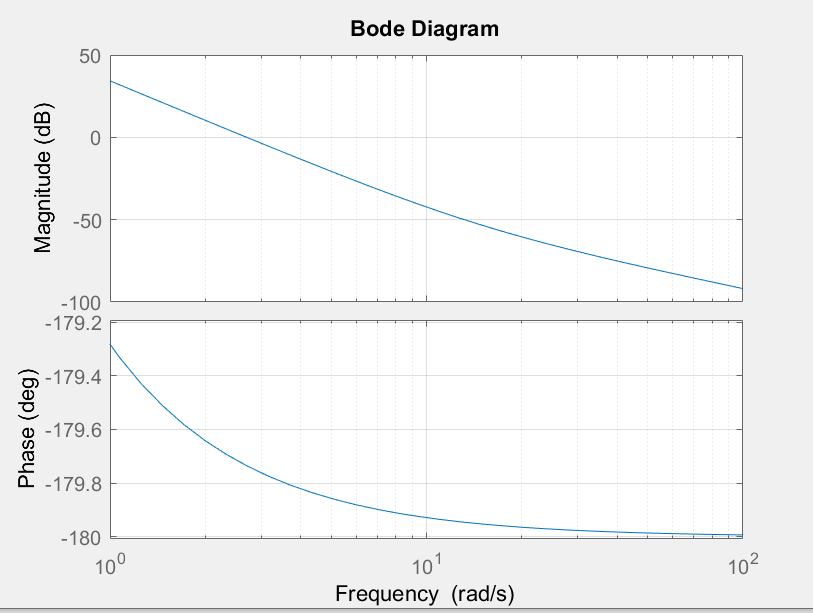 Bode Diagram
Magnitude (dB)
50
0
-50
-100
Phase (deg)
-179.2
-179.4
-179.6
-179.8
-180
10^0 10^1 10^2
Frequency (rad/s)